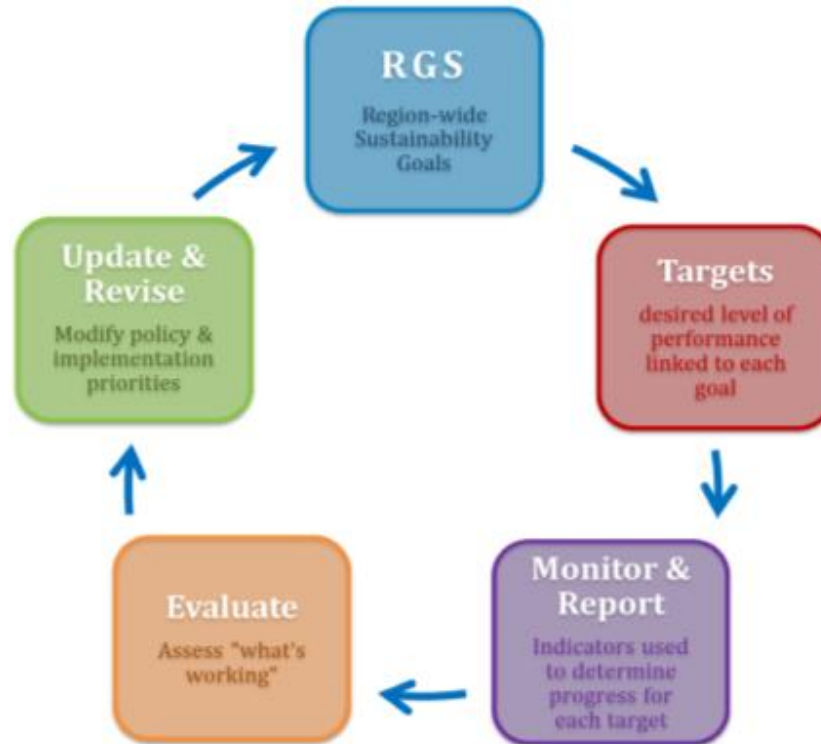 RGS
Region-wide
Sustainability
Goals
Targets
desired level of
performance
linked to each
goal
Monitor &
Report
Indicators used
to determine
progress for
each target
Evaluate
Assess "what's
working"
Update &
Revise
Modify policy &
implementation
priorities